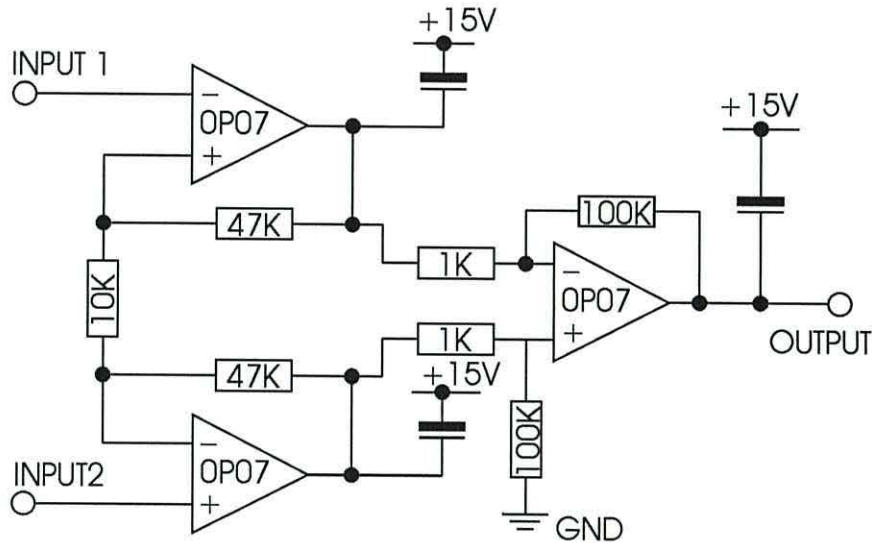 +15V
INPUT 1
−
OP07
+
+15V
47K
100K
1K
−
10K
OP07
+
1K
OUTPUT
47K
+15V
−
OP07
100K
INPUT2
+
GND